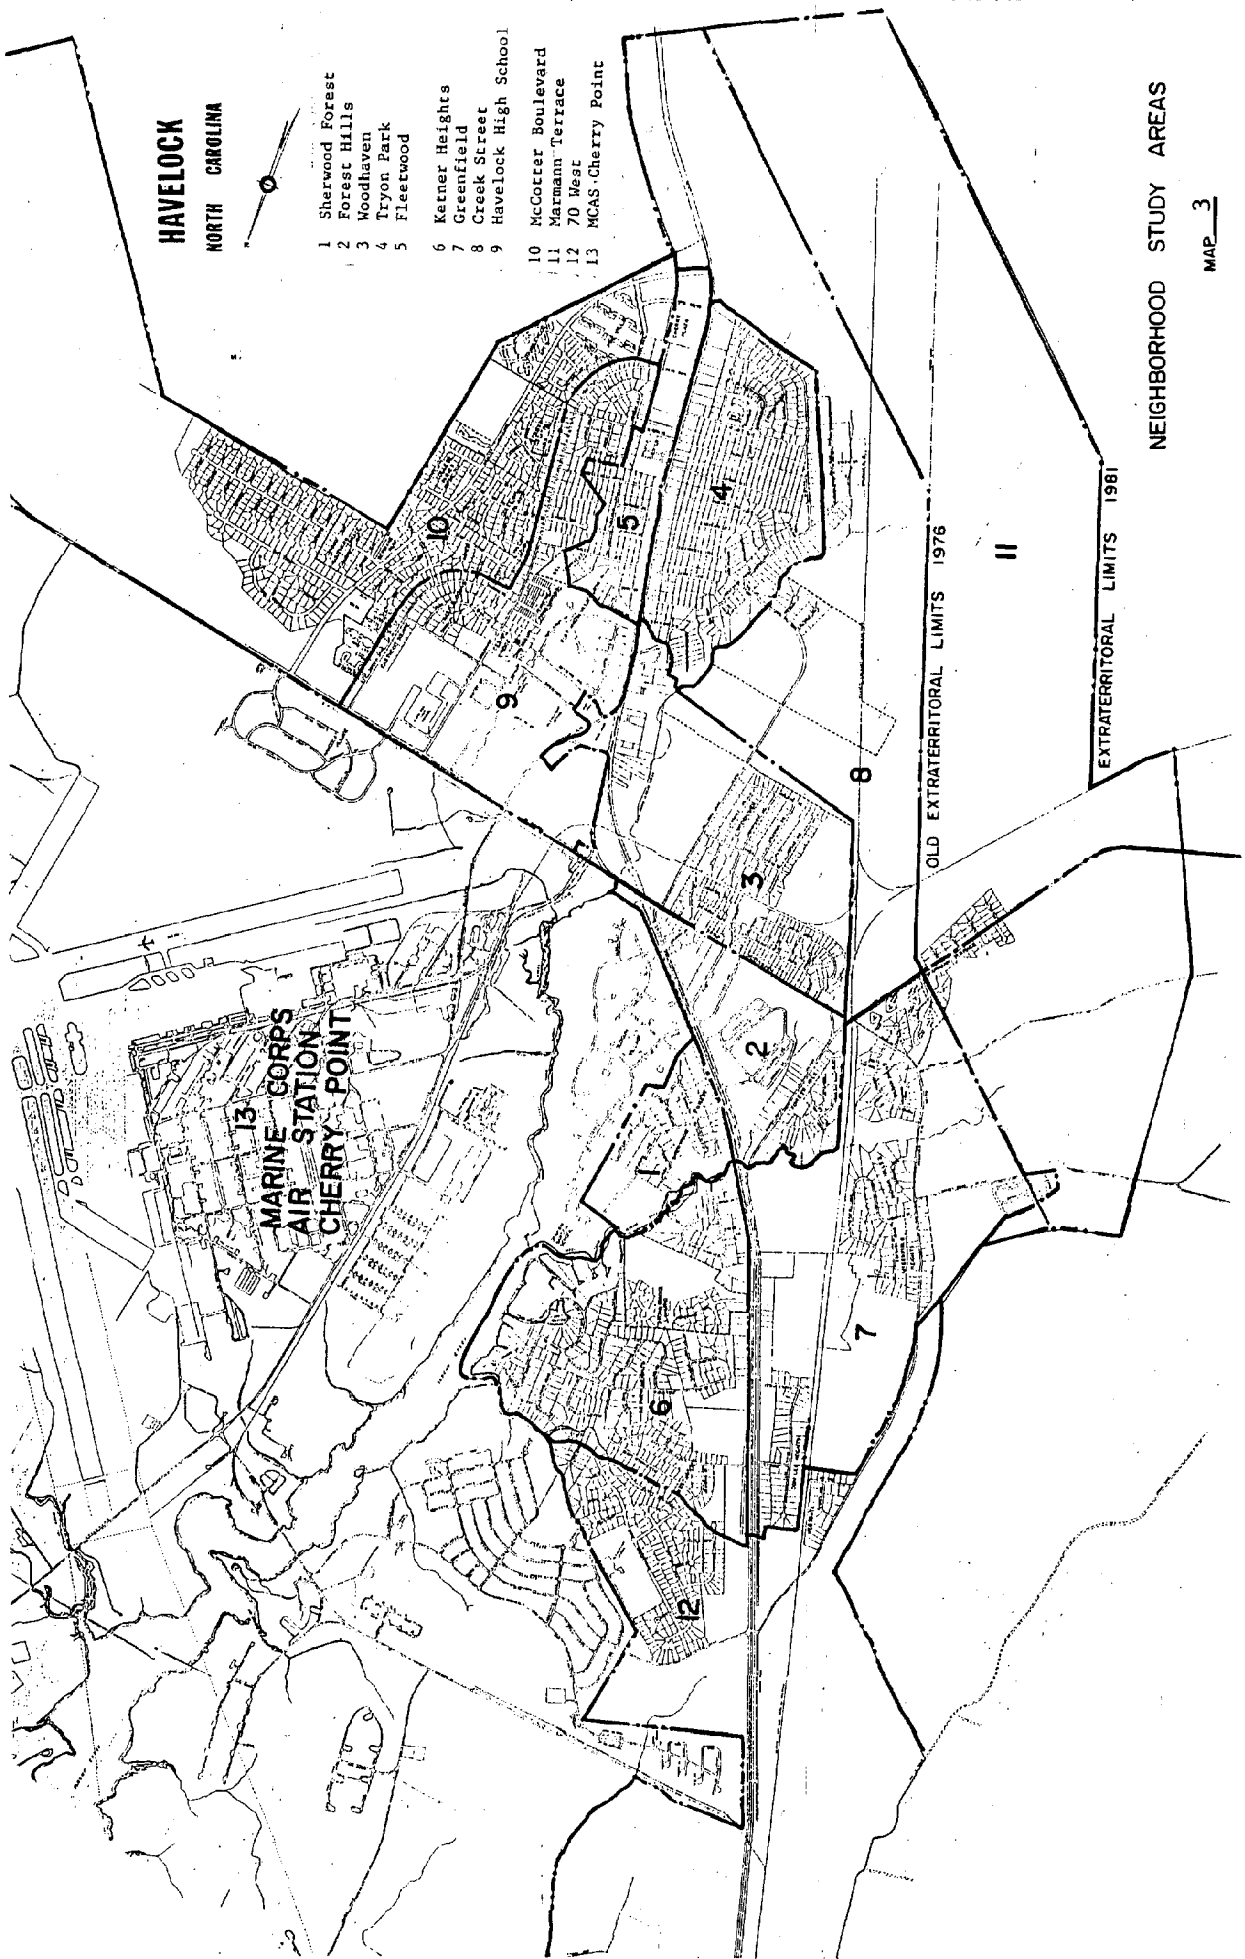 HAVELOCK
NORTH CAROLINA
1 Sherwood Forest
2 Forest Hills
3 Woodhaven
4 Tryon Park
5 Fleetwood
6 Ketner Heights
7 Greenfield
8 Creek Street
9 Havelock High School
10 McCotter Boulevard
11 Marmann Terrace
12 70 West
13 MCAS Cherry Point
13
MARINE CORPS
AIR STATION
CHERRY POINT
10
9
5
4
3
8
2
1
6
7
12
11
OLD EXTRATERRITORAL LIMITS 1976
EXTRATERRITORAL LIMITS 1981
NEIGHBORHOOD STUDY AREAS
MAP 3